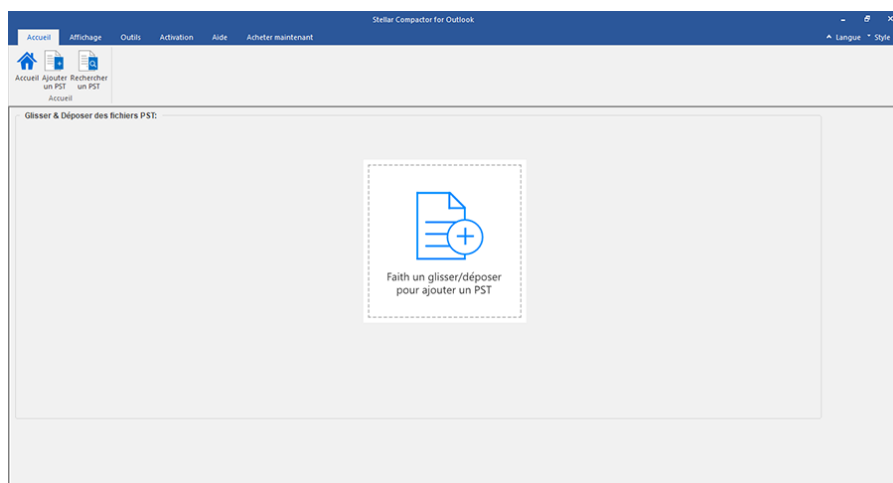 Stellar Compactor for Outlook
Accueil Affichage Outils Activation Aide Acheter maintenant
Langue Style
Accueil Ajouter Rechercher
un PST un PST
Accueil
Glisser & Déposer des fichiers PST:
Faith un glisser/déposer
pour ajouter un PST